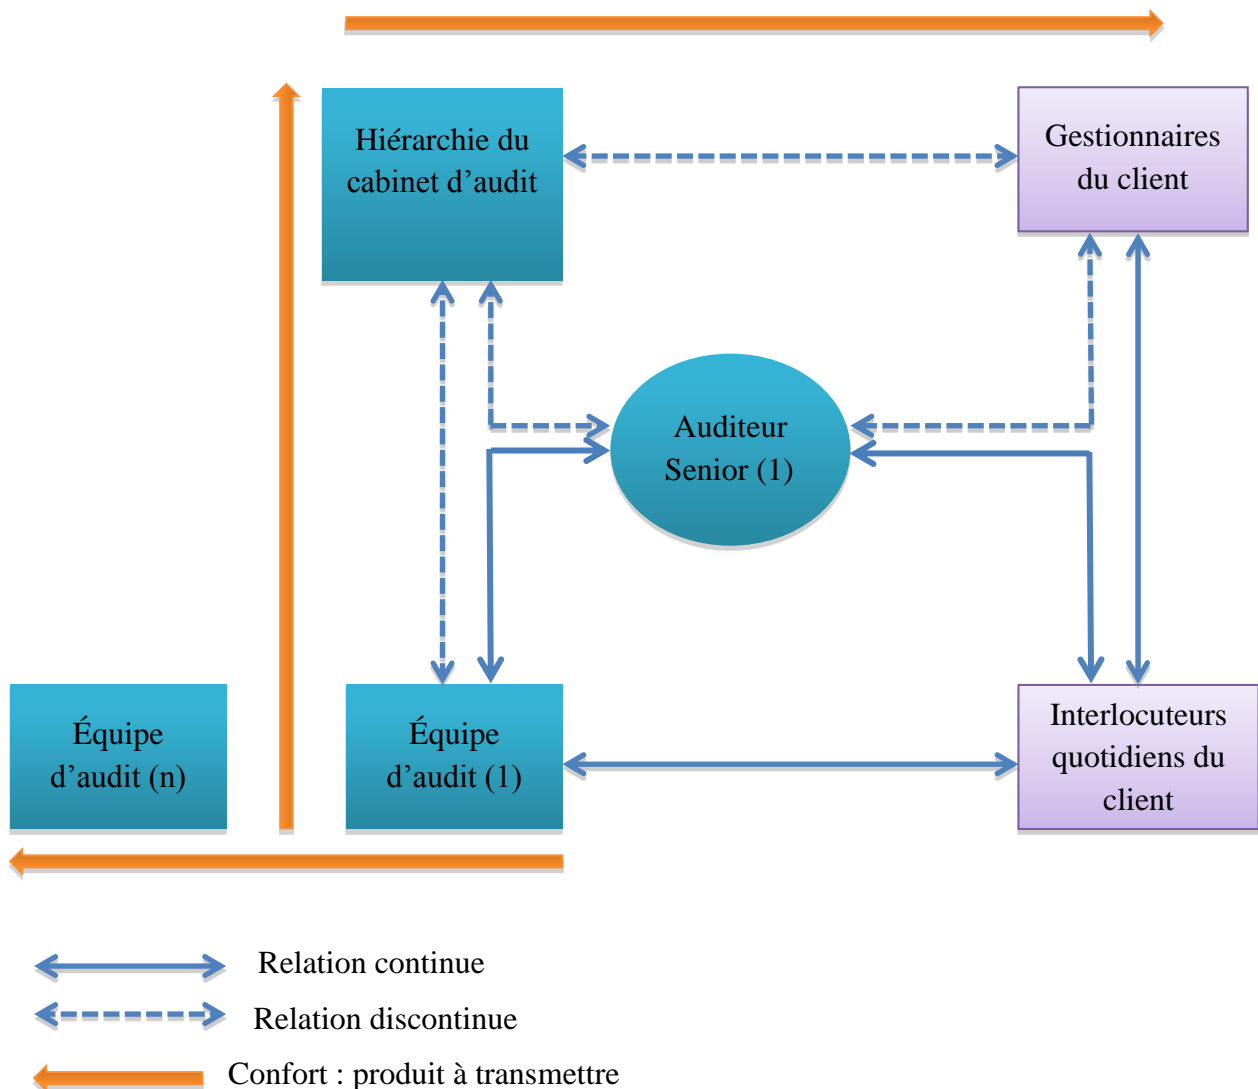 Hiérarchie du
cabinet d’audit
Gestionnaires
du client
Auditeur
Senior (1)
Équipe
d’audit (n)
Équipe
d’audit (1)
Interlocuteurs
quotidiens du
client
Relation continue
Relation discontinue
Confort : produit à transmettre